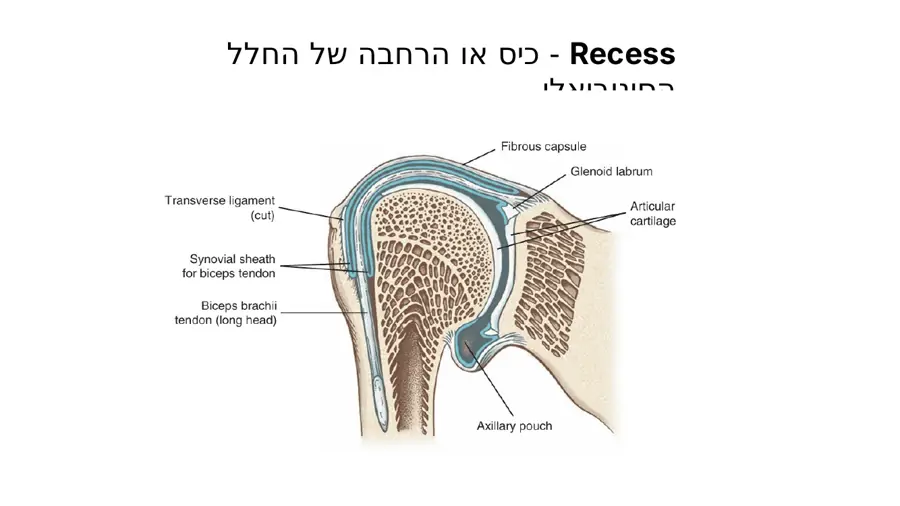 Recess - כיס או הרחבה של החלל
הסינוביאלי
Fibrous capsule
Glenoid labrum
Transverse ligament
(cut)
Articular
cartilage
Synovial sheath
for biceps tendon
Biceps brachii
tendon (long head)
Axillary pouch